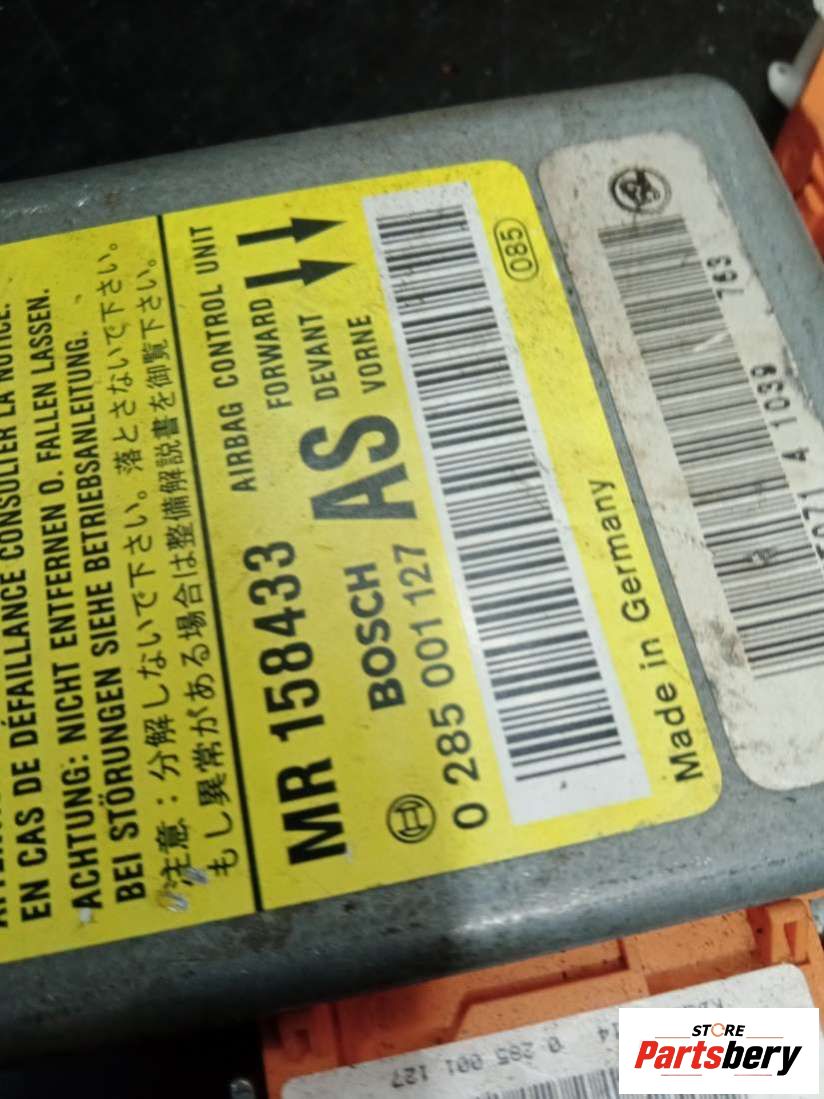 EN CAS DE DÉFAILLANCE CONSULTER LA NOTICE.
ACHTUNG: NICHT ENTFERNEN O. FALLEN LASSEN.
BEI STÖRUNGEN SIEHE BETRIEBSANLEITUNG.
注意：分解しないで下さい。落とさないで下さい。
もし異常がある場合は整備解説書を御覧下さい。
MR 158433
AIRBAG CONTROL UNIT
FORWARD
DEVANT
VORNE
AS
BOSCH
0 285 001 127
085
Made in Germany
A 1039
763
0 285 001 127
STORE
Partsbery